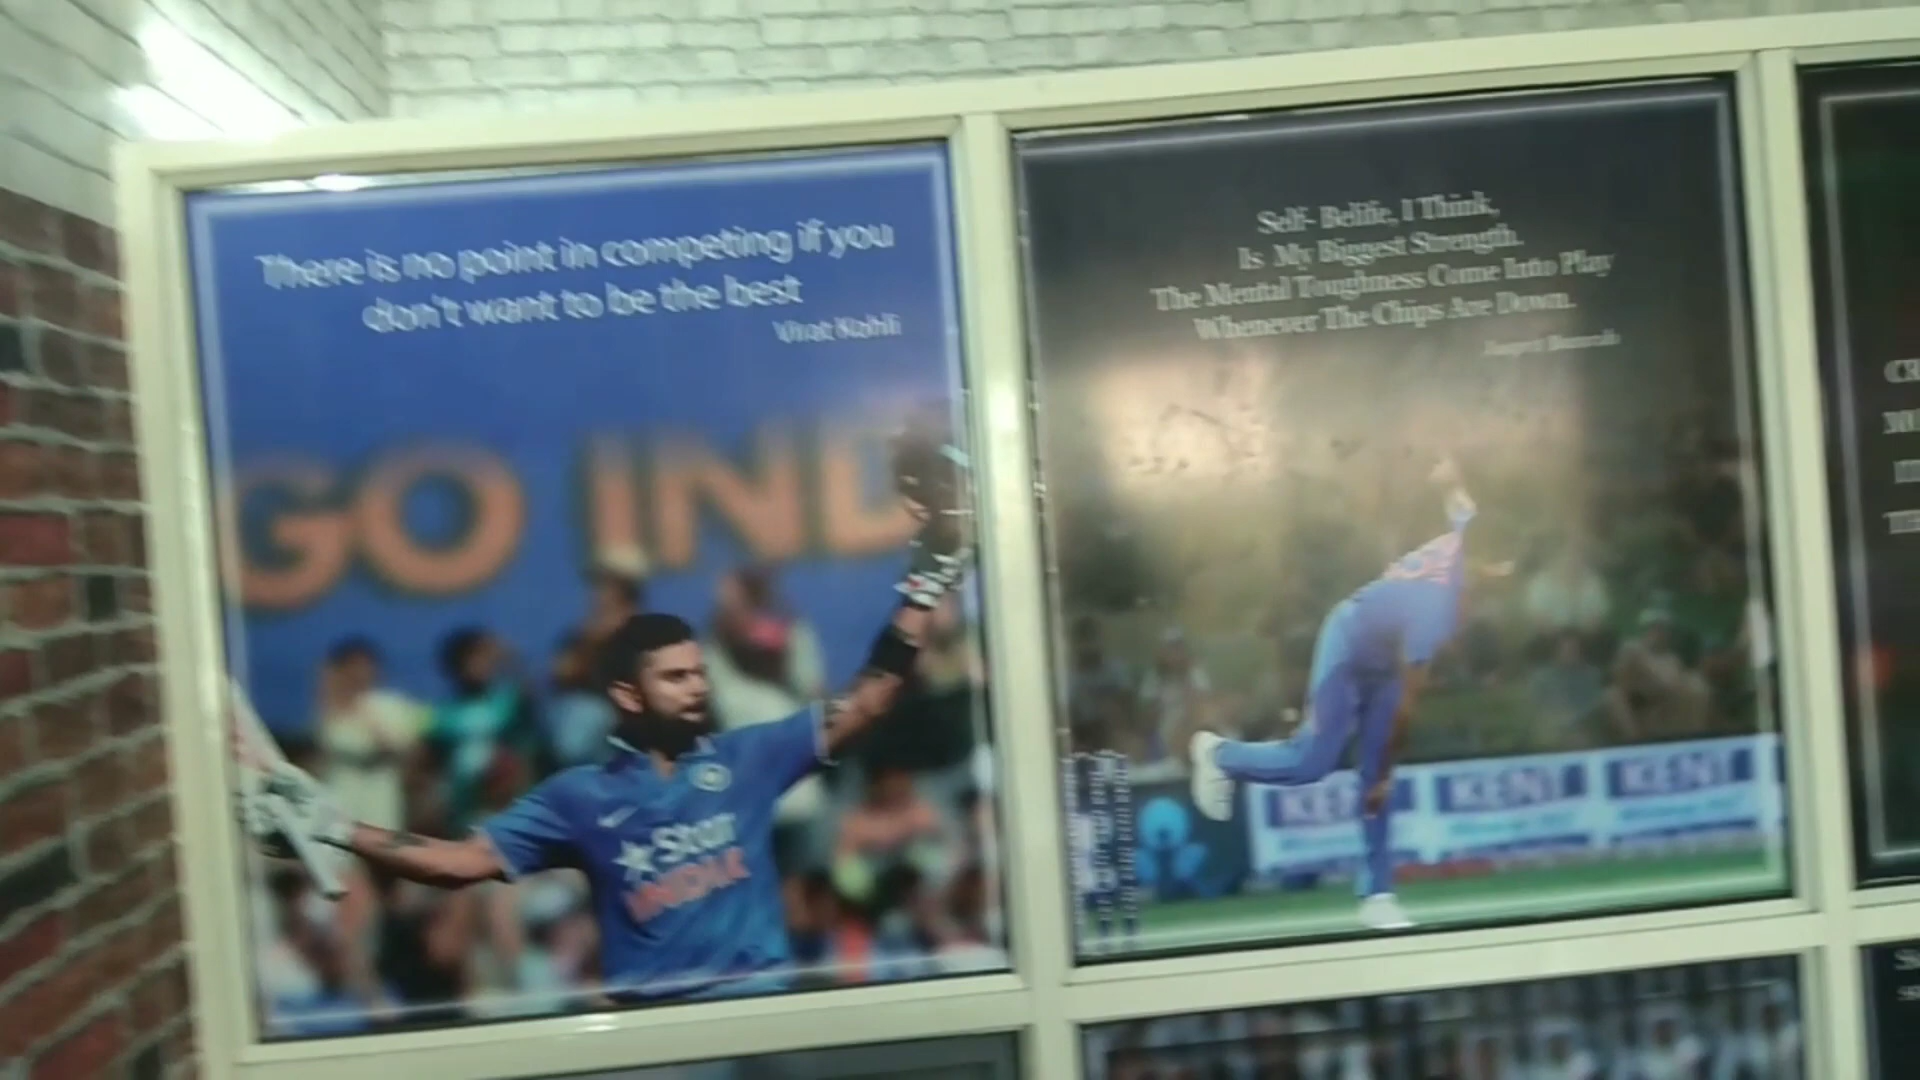 There is no point in competing if you
don't want to be the best
Virat Kohli
GO IND
Star
INDIA
Self- Belife, I Think,
Is My Biggest Strength.
The Mental Toughness Come Into Play
Whenever The Chips Are Down.
Jasprit Bumrah
KENT KENT KENT